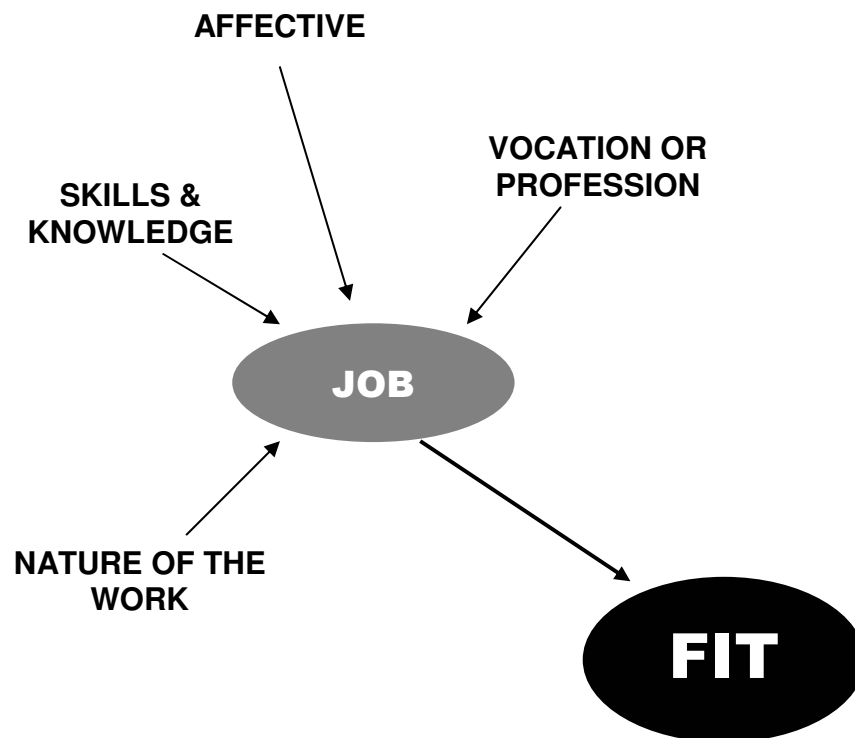 AFFECTIVE
VOCATION OR
PROFESSION
SKILLS &
KNOWLEDGE
JOB
NATURE OF THE
WORK
FIT